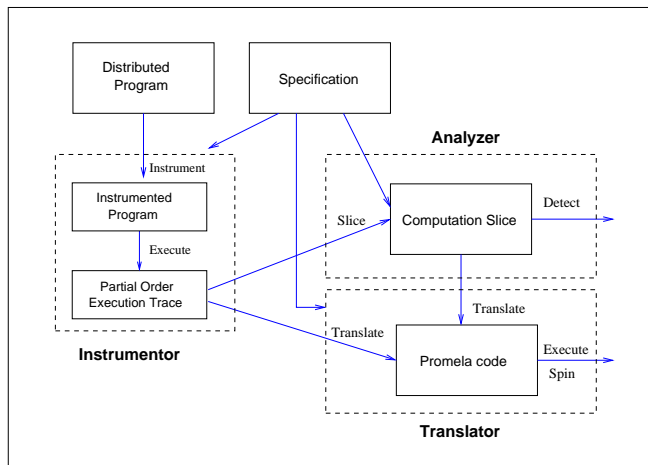 Distributed
Program
Specification
Analyzer
Instrument
Instrumented
Program
Slice
Computation Slice
Detect
Execute
Partial Order
Execution Trace
Translate
Translate
Instrumentor
Promela code
Execute
Spin
Translator